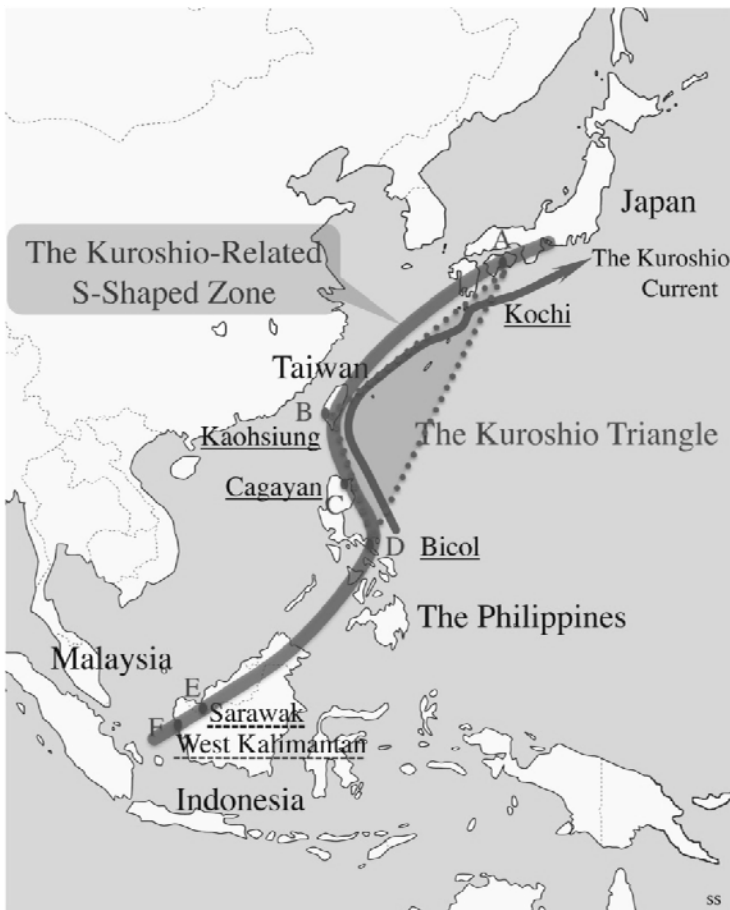 Japan
A
The Kuroshio-Related
S-Shaped Zone
The Kuroshio
Current
Kochi
Taiwan
B
Kaohsiung
The Kuroshio Triangle
Cagayan
C
D
Bicol
The Philippines
Malaysia
E
Sarawak
F
West Kalimantan
Indonesia
ss